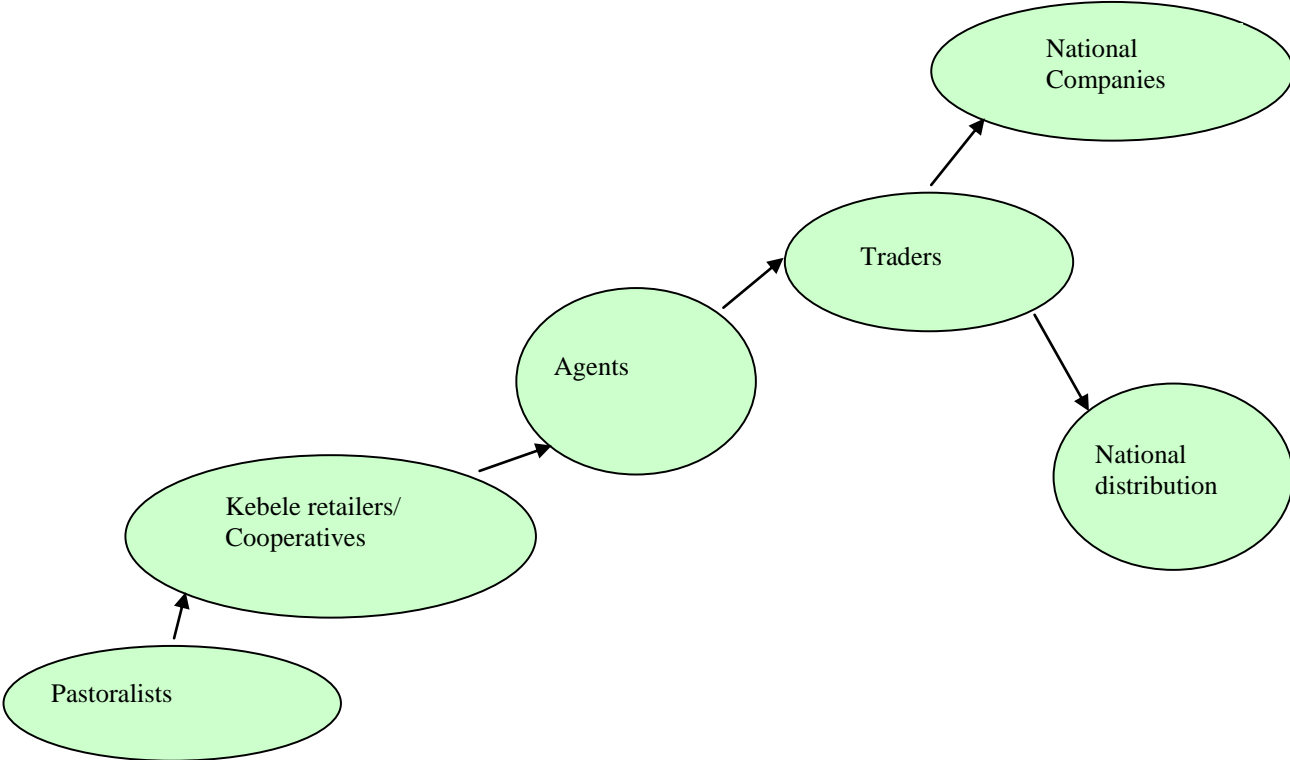 National
Companies
Traders
Agents
National
distribution
Kebele retailers/
Cooperatives
Pastoralists